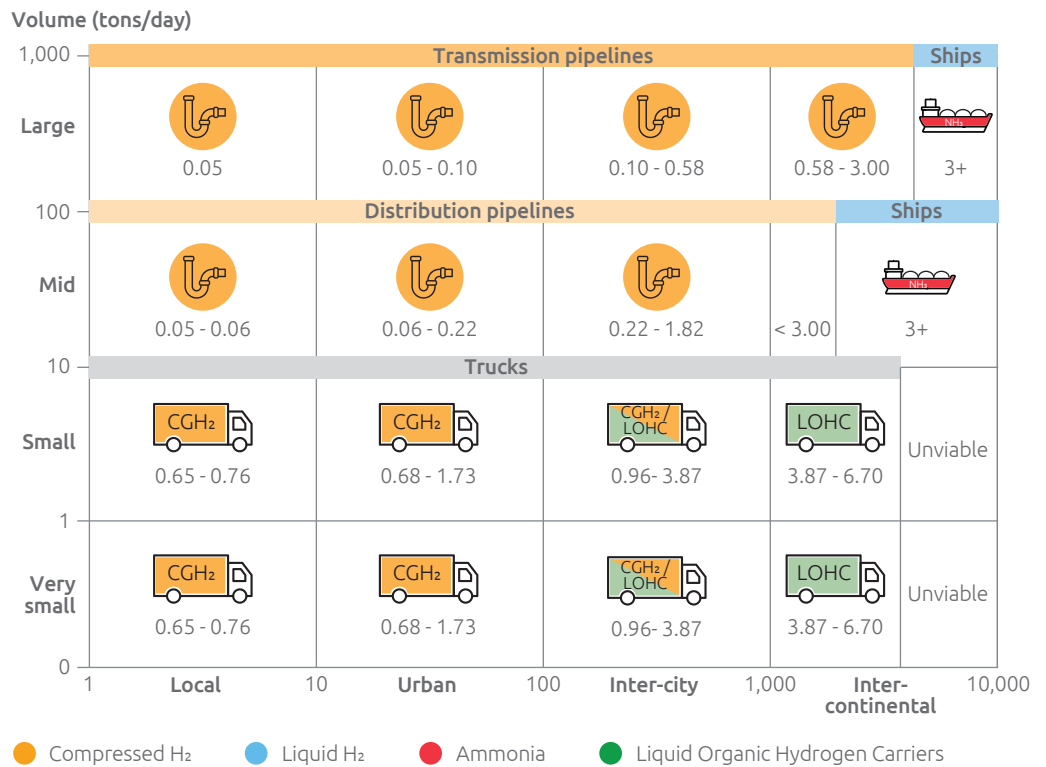 Volume (tons/day)
1,000
Transmission pipelines
Ships
Large
NH₃
0.05
0.05 - 0.10
0.10 - 0.58
0.58 - 3.00
3+
100
Distribution pipelines
Ships
Mid
NH₃
0.05 - 0.06
0.06 - 0.22
0.22 - 1.82
< 3.00
3+
10
Trucks
Small
CGH₂
CGH₂
CGH₂ /
LOHC
LOHC
Unviable
0.65 - 0.76
0.68 - 1.73
0.96- 3.87
3.87 - 6.70
1
Very
small
CGH₂
CGH₂
CGH₂ /
LOHC
LOHC
Unviable
0.65 - 0.76
0.68 - 1.73
0.96- 3.87
3.87 - 6.70
0
1
Local
10
Urban
100
Inter-city
1,000
Inter-
continental
10,000
Compressed H₂
Liquid H₂
Ammonia
Liquid Organic Hydrogen Carriers